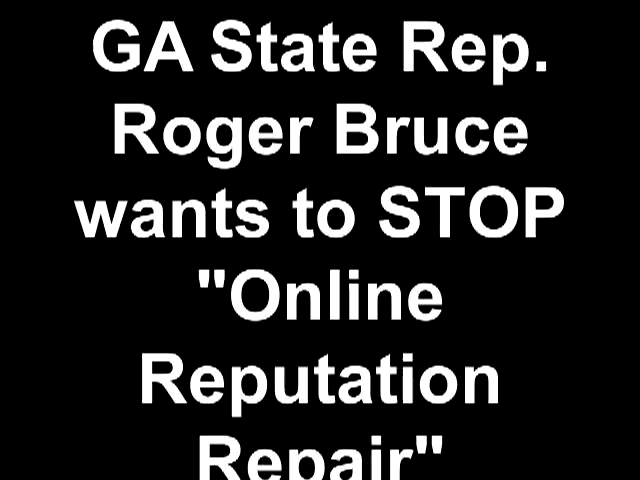 GA State Rep.
Roger Bruce
wants to STOP
"Online
Reputation
Repair"